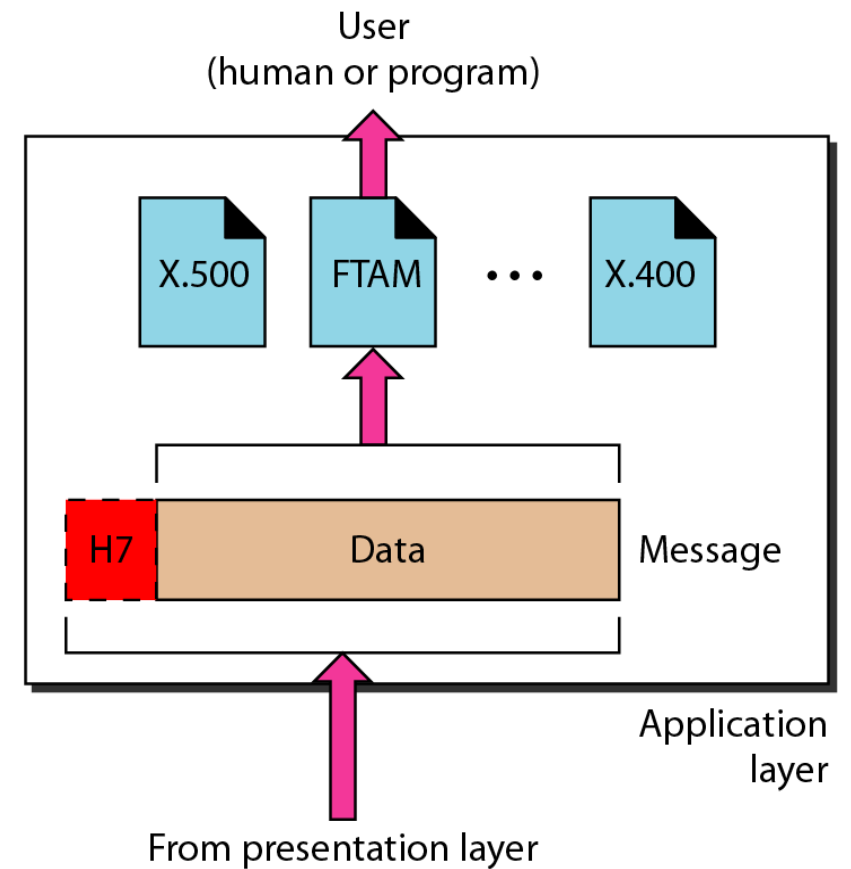 User
(human or program)
X.500 FTAM ... X.400
H7 Data Message
Application
layer
From presentation layer